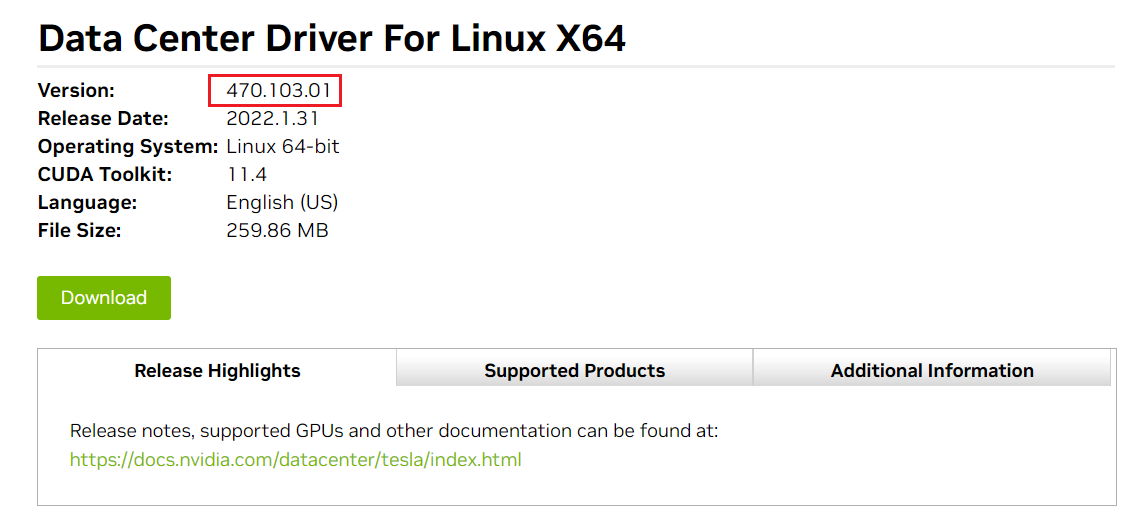 Data Center Driver For Linux X64
Version: 470.103.01
Release Date: 2022.1.31
Operating System: Linux 64-bit
CUDA Toolkit: 11.4
Language: English (US)
File Size: 259.86 MB
Download
Release Highlights Supported Products Additional Information
Release notes, supported GPUs and other documentation can be found at:
https://docs.nvidia.com/datacenter/tesla/index.html